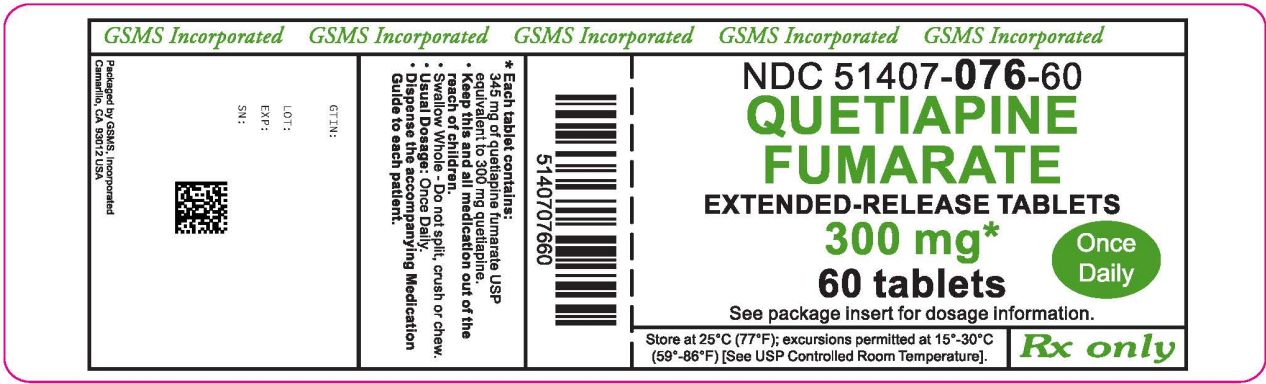 GSMS Incorporated GSMS Incorporated GSMS Incorporated GSMS Incorporated GSMS Incorporated
Packaged by GSMS, Incorporated
Camarillo, CA 93012 USA
GTIN:
LOT:
EXP:
SN:
* Each tablet contains:
345 mg of quetiapine fumarate USP
equivalent to 300 mg quetiapine.
• Keep this and all medication out of the
reach of children.
• Swallow Whole - Do not split, crush or chew.
• Usual Dosage: Once Daily.
• Dispense the accompanying Medication
Guide to each patient.
5140707660
NDC 51407-076-60
QUETIAPINE
FUMARATE
EXTENDED-RELEASE TABLETS
300 mg*
60 tablets
Once
Daily
See package insert for dosage information.
Store at 25°C (77°F); excursions permitted at 15°-30°C
(59°-86°F) [See USP Controlled Room Temperature].
Rx only